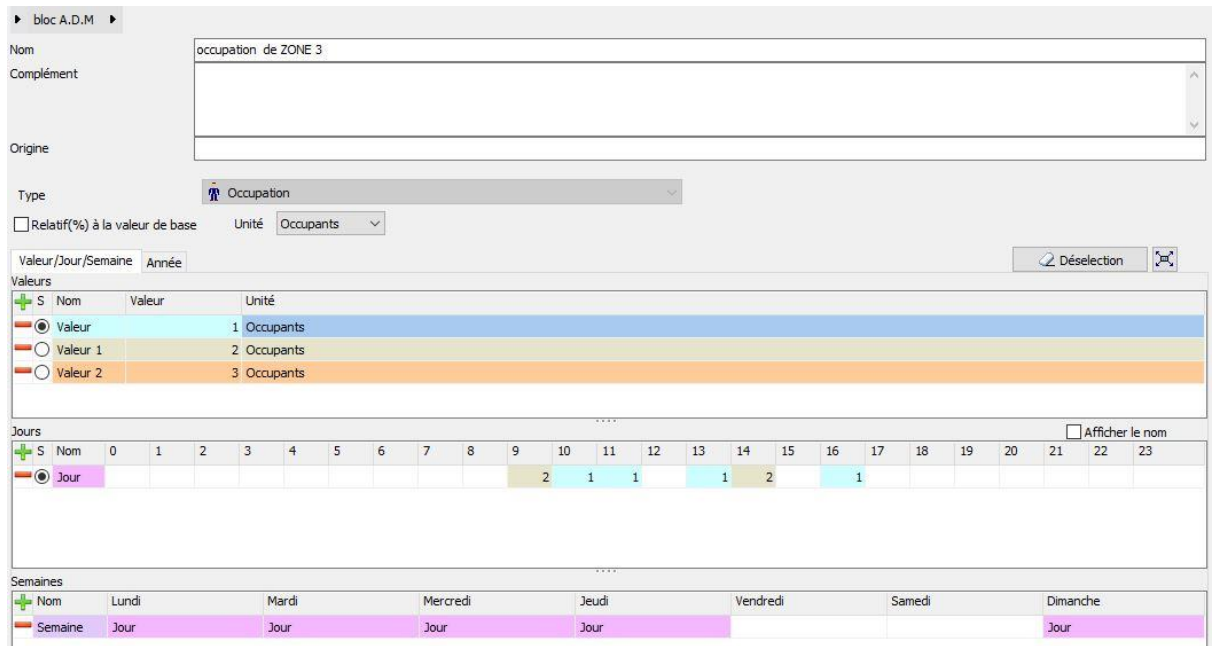 bloc A.D.M
Nom occupation de ZONE 3
Complément
Origine
Type Occupation
Relatif(%) à la valeur de base Unité Occupants
Valeur/Jour/Semaine Année Déselection
Valeurs
S Nom Valeur Unité
Valeur 1 Occupants
Valeur 1 2 Occupants
Valeur 2 3 Occupants
Jours Afficher le nom
S Nom 0 1 2 3 4 5 6 7 8 9 10 11 12 13 14 15 16 17 18 19 20 21 22 23
Jour 2 1 1 1 2 1
Semaines
Nom Lundi Mardi Mercredi Jeudi Vendredi Samedi Dimanche
Semaine Jour Jour Jour Jour Jour